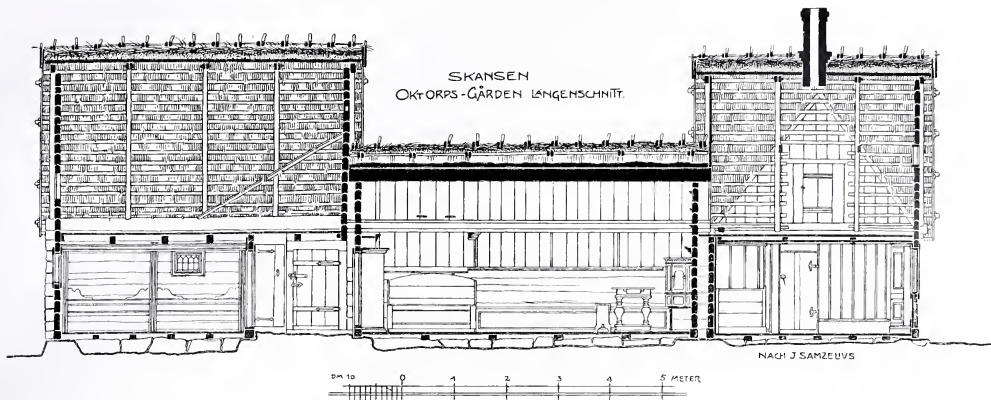 SKANSEN
OKTORPS-GÅRDEN LÄNGENSCHNITT.
NACH J SAMZELIUS
DM 10 0 1 2 3 4 5 METER